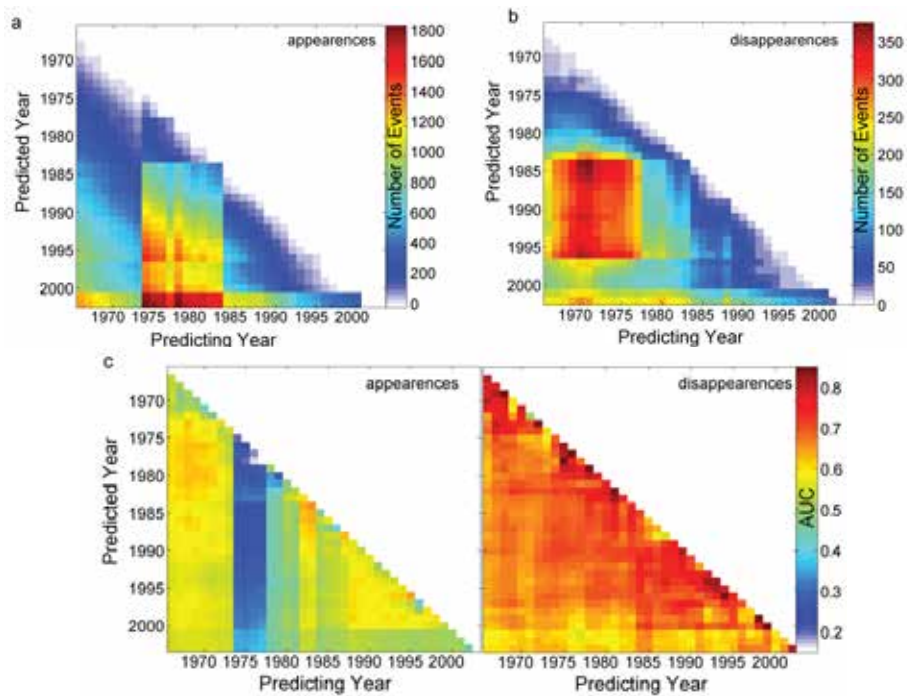 a
appearences
1970
1975
1980
1985
1990
1995
2000
Predicted Year
1970 1975 1980 1985 1990 1995 2000
Predicting Year
1800
1600
1400
1200
1000
800
600
400
200
0
Number of Events
b
disappearences
1970
1975
1980
1985
1990
1995
2000
Predicted Year
1970 1975 1980 1985 1990 1995 2000
Predicting Year
350
300
250
200
150
100
50
0
Number of Events
c
appearences
1970
1975
1980
1985
1990
1995
2000
Predicted Year
1970 1975 1980 1985 1990 1995 2000
Predicting Year
disappearences
1970 1975 1980 1985 1990 1995 2000
Predicting Year
0.8
0.7
0.6
0.5
0.4
0.3
0.2
AUC